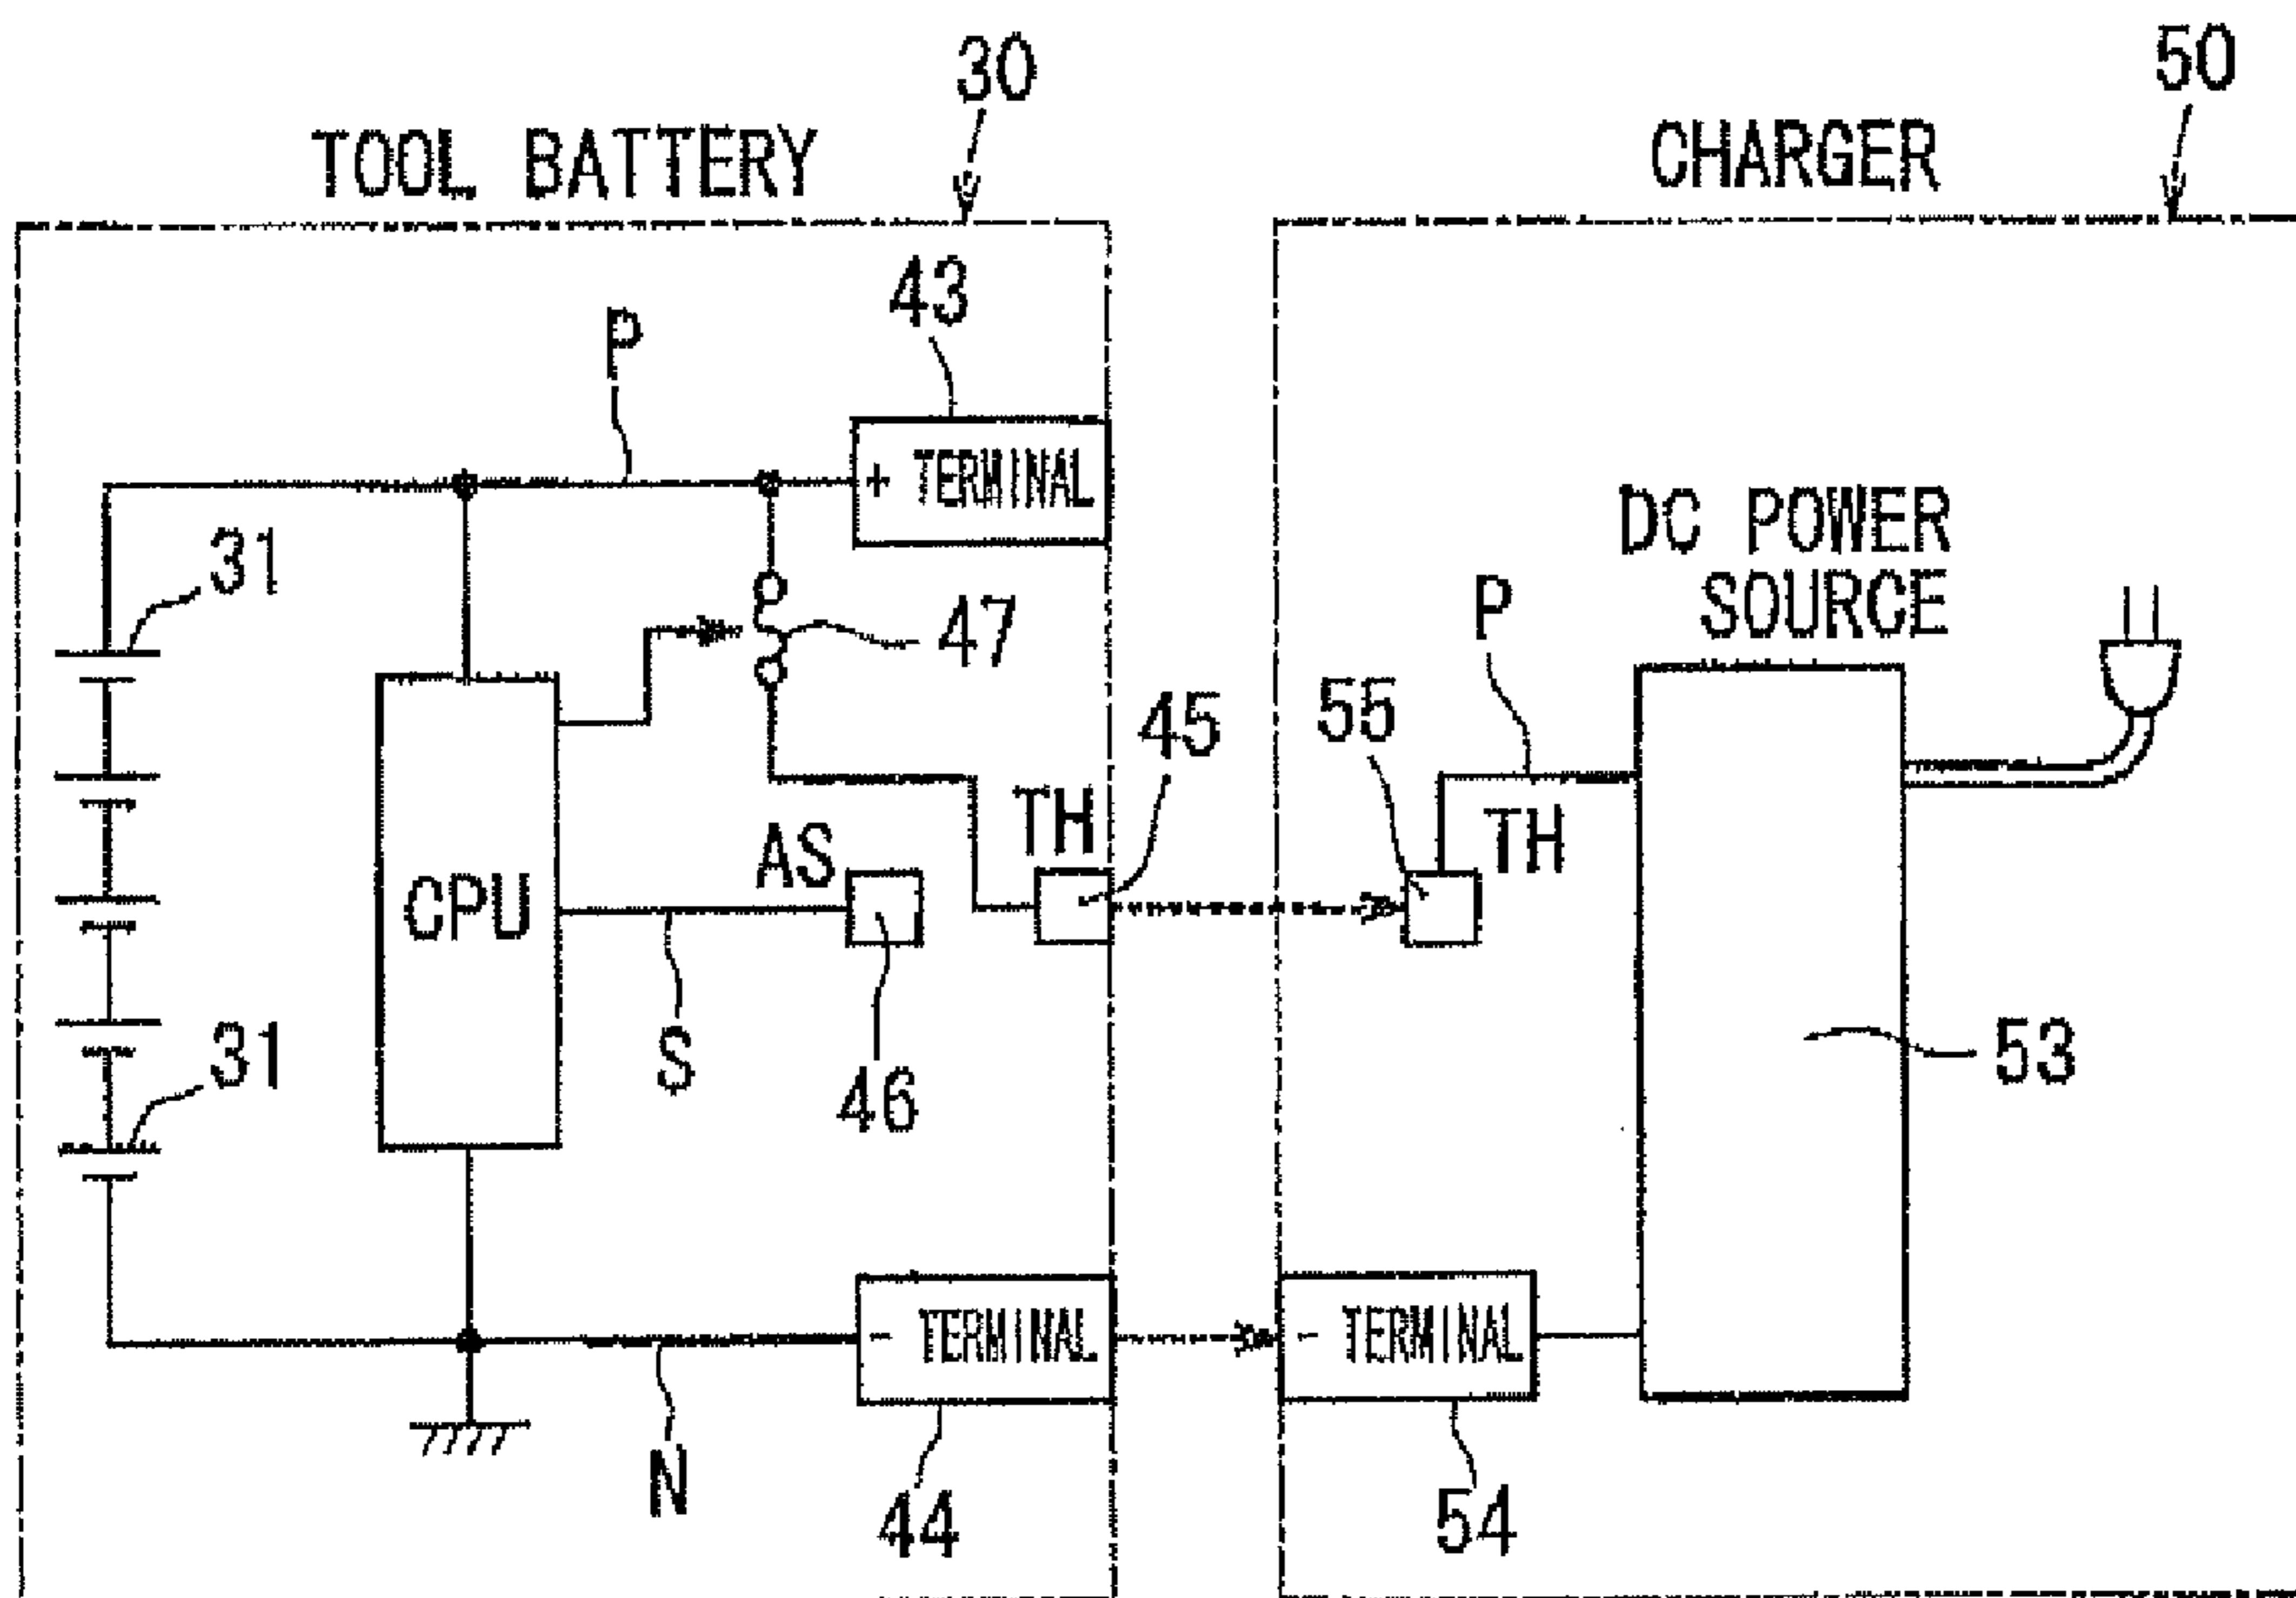 30
50
TOOL BATTERY
CHARGER
43
P
+ TERMINAL
DC POWER
SOURCE
31
47
P
45
55
TH
TH
AS
CPU
S
46
31
53
- TERMINAL
- TERMINAL
N
44
54